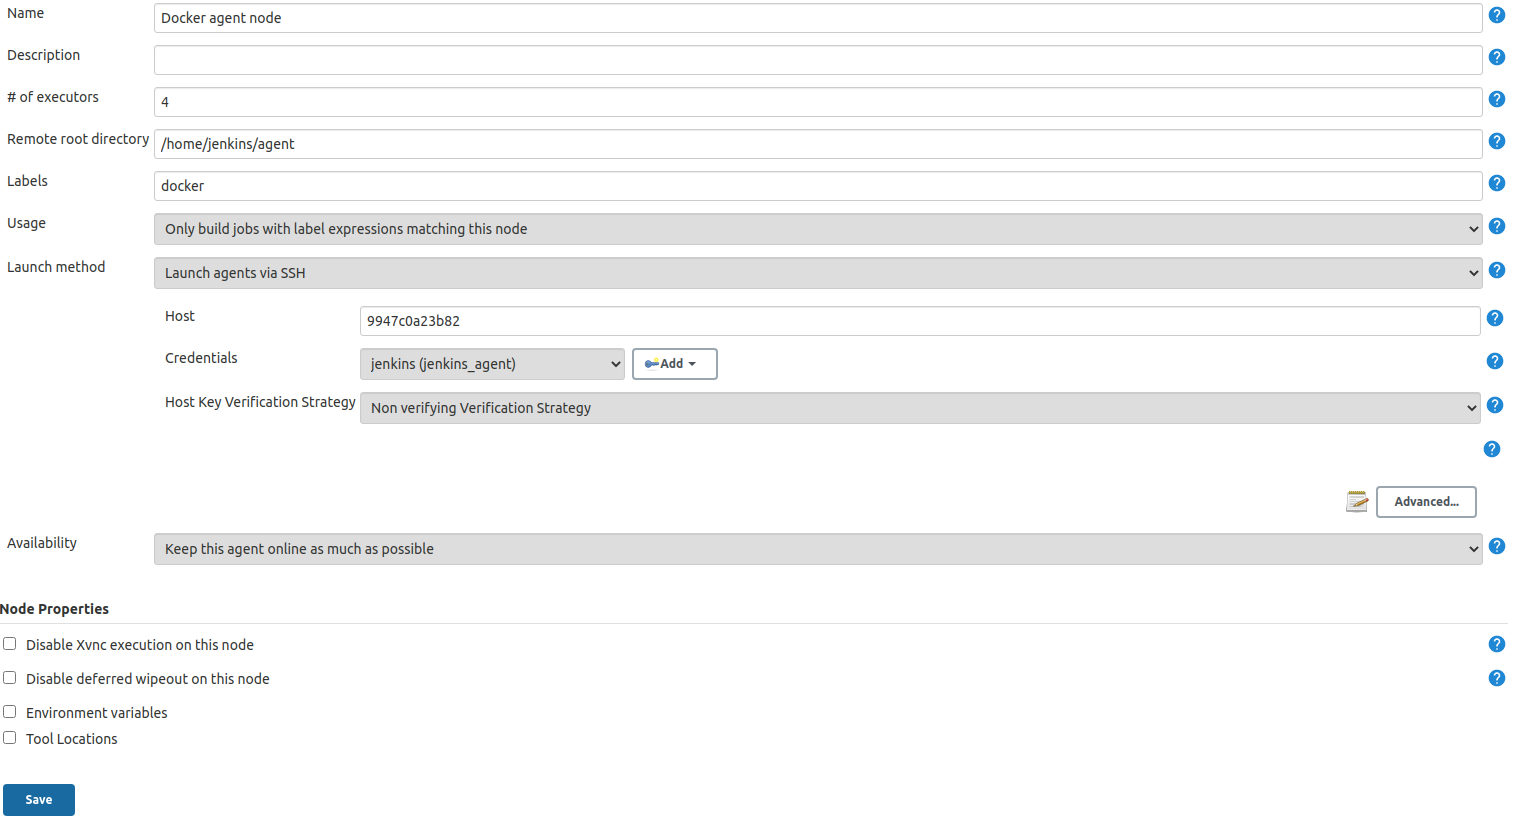 Name Docker agent node
Description
# of executors 4
Remote root directory /home/jenkins/agent
Labels docker
Usage Only build jobs with label expressions matching this node
Launch method Launch agents via SSH
Host 9947c0a23b82
Credentials jenkins (jenkins_agent) Add
Host Key Verification Strategy Non verifying Verification Strategy
Advanced...
Availability Keep this agent online as much as possible
Node Properties
Disable Xvnc execution on this node
Disable deferred wipeout on this node
Environment variables
Tool Locations
Save